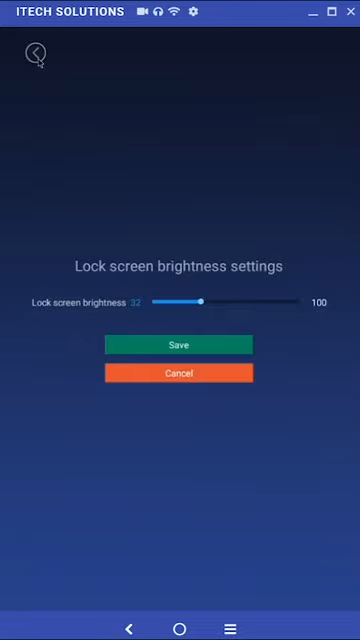 ITECH SOLUTIONS
Lock screen brightness settings
Lock screen brightness 32 100
Save
Cancel